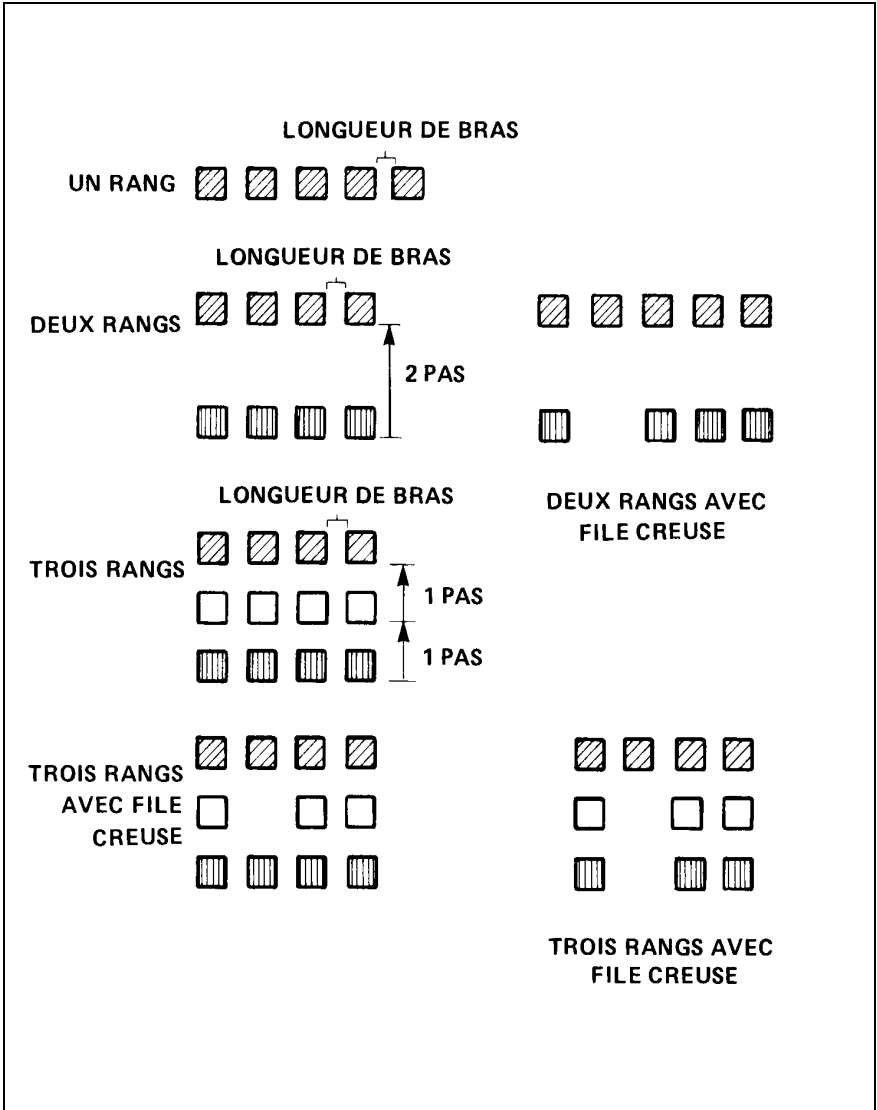 LONGUEUR DE BRAS
UN RANG
LONGUEUR DE BRAS
DEUX RANGS
2 PAS
LONGUEUR DE BRAS
DEUX RANGS AVEC
FILE CREUSE
TROIS RANGS
1 PAS
1 PAS
TROIS RANGS
AVEC FILE
CREUSE
TROIS RANGS AVEC
FILE CREUSE